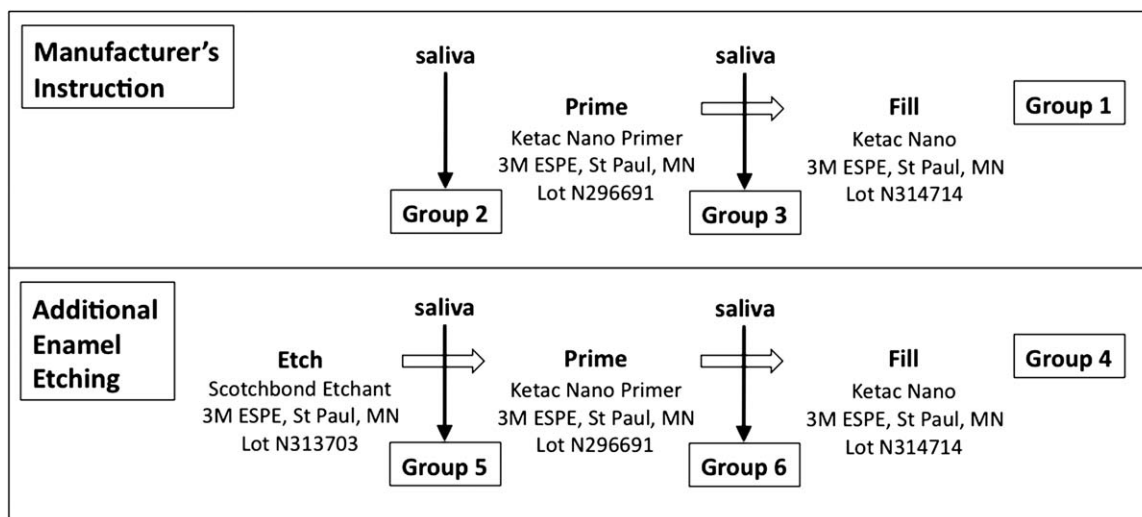 Manufacturer's
Instruction
saliva
saliva
Prime
Fill
Group 1
Ketac Nano Primer
3M ESPE, St Paul, MN
Lot N296691
Ketac Nano
3M ESPE, St Paul, MN
Lot N314714
Group 2
Group 3
Additional
Enamel
Etching
saliva
saliva
Etch
Scotchbond Etchant
3M ESPE, St Paul, MN
Lot N313703
Prime
Ketac Nano Primer
3M ESPE, St Paul, MN
Lot N296691
Fill
Ketac Nano
3M ESPE, St Paul, MN
Lot N314714
Group 4
Group 5
Group 6